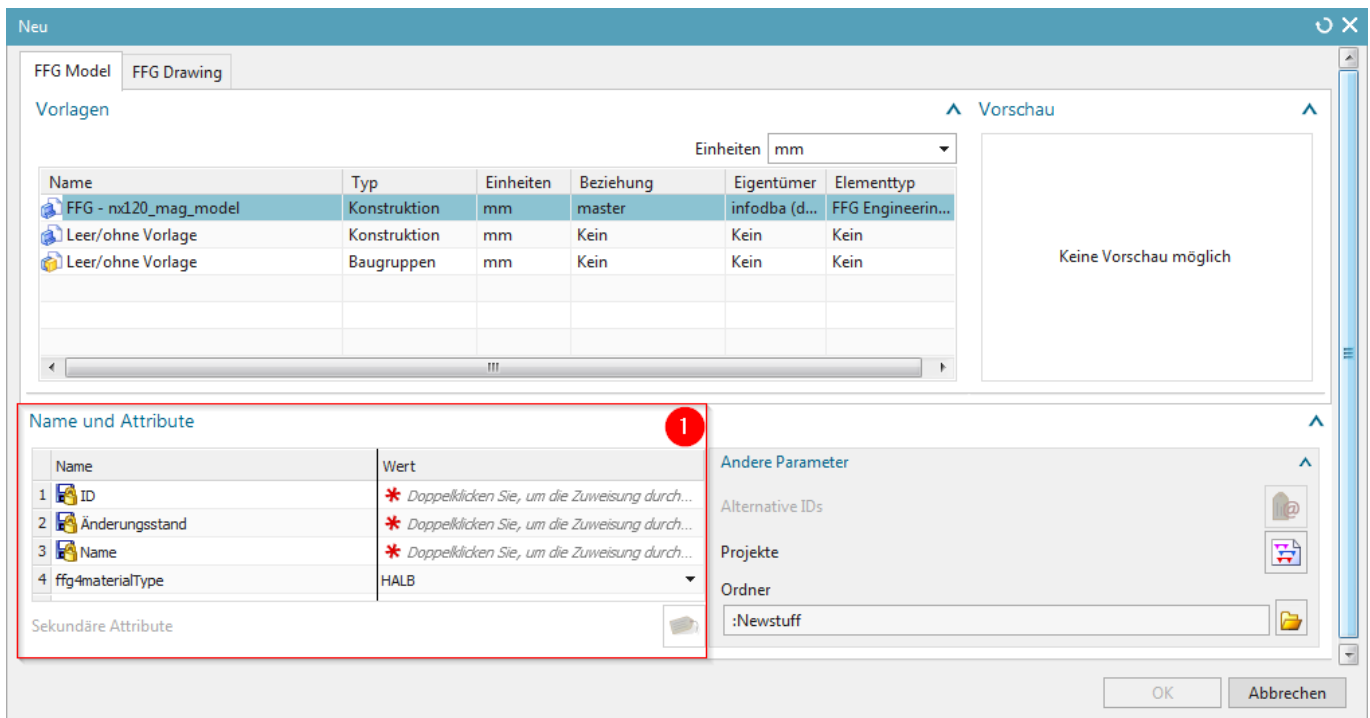 Neu
FFG Model FFG Drawing
Vorlagen
Vorschau
Einheiten mm
Name Typ Einheiten Beziehung Eigentümer Elementtyp
FFG - nx120_mag_model Konstruktion mm master infodba (d... FFG Engineerin...
Leer/ohne Vorlage Konstruktion mm Kein Kein Kein
Leer/ohne Vorlage Baugruppen mm Kein Kein Kein
Keine Vorschau möglich
Name und Attribute
1
Name Wert
1 ID * Doppelklicken Sie, um die Zuweisung durch...
2 Änderungsstand * Doppelklicken Sie, um die Zuweisung durch...
3 Name * Doppelklicken Sie, um die Zuweisung durch...
4 ffg4materialType HALB
Sekundäre Attribute
Andere Parameter
Alternative IDs
Projekte
Ordner
:Newstuff
OK Abbrechen